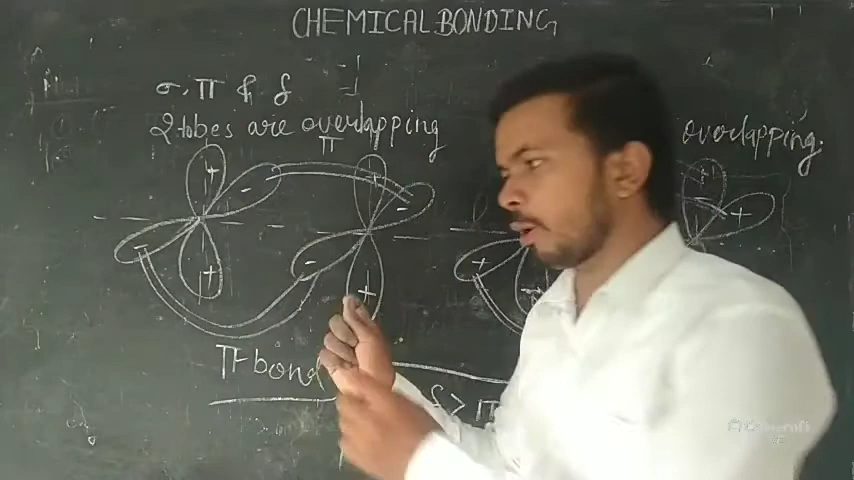 CHEMICAL BONDING
σ, π & δ
2 lobes are overlapping
overlapping.
π
+
-
+
-
-
+
-
+
+
+
+
π-bond
δ > π